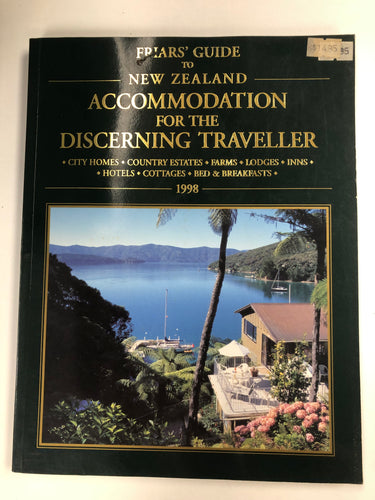 FRIARS' GUIDE
TO
NEW ZEALAND
ACCOMMODATION
FOR THE
DISCERNING TRAVELLER
• CITY HOMES • COUNTRY ESTATES • FARMS • LODGES • INNS •
• HOTELS • COTTAGES • BED & BREAKFASTS •
1998